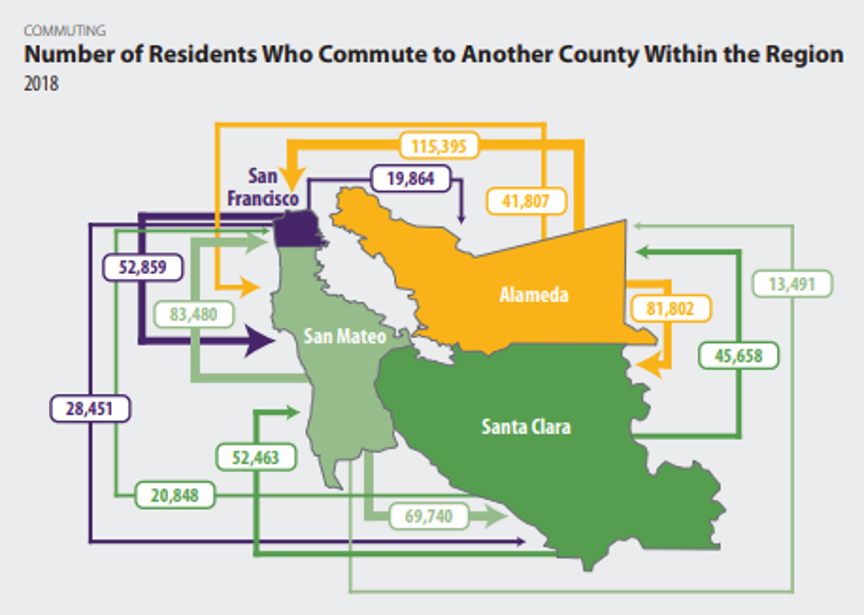 COMMUTING
Number of Residents Who Commute to Another County Within the Region
2018
115,395
San
Francisco
19,864
41,807
52,859
13,491
83,480
Alameda
81,802
San Mateo
45,658
28,451
Santa Clara
52,463
20,848
69,740